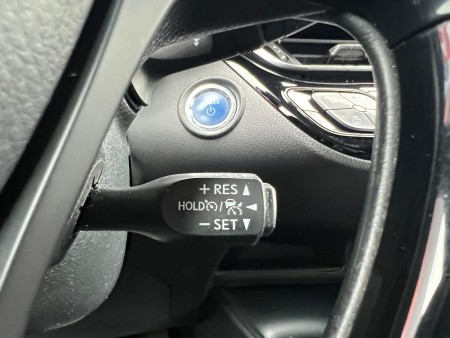 + RES ▲
HOLD / ◄
− SET ▼